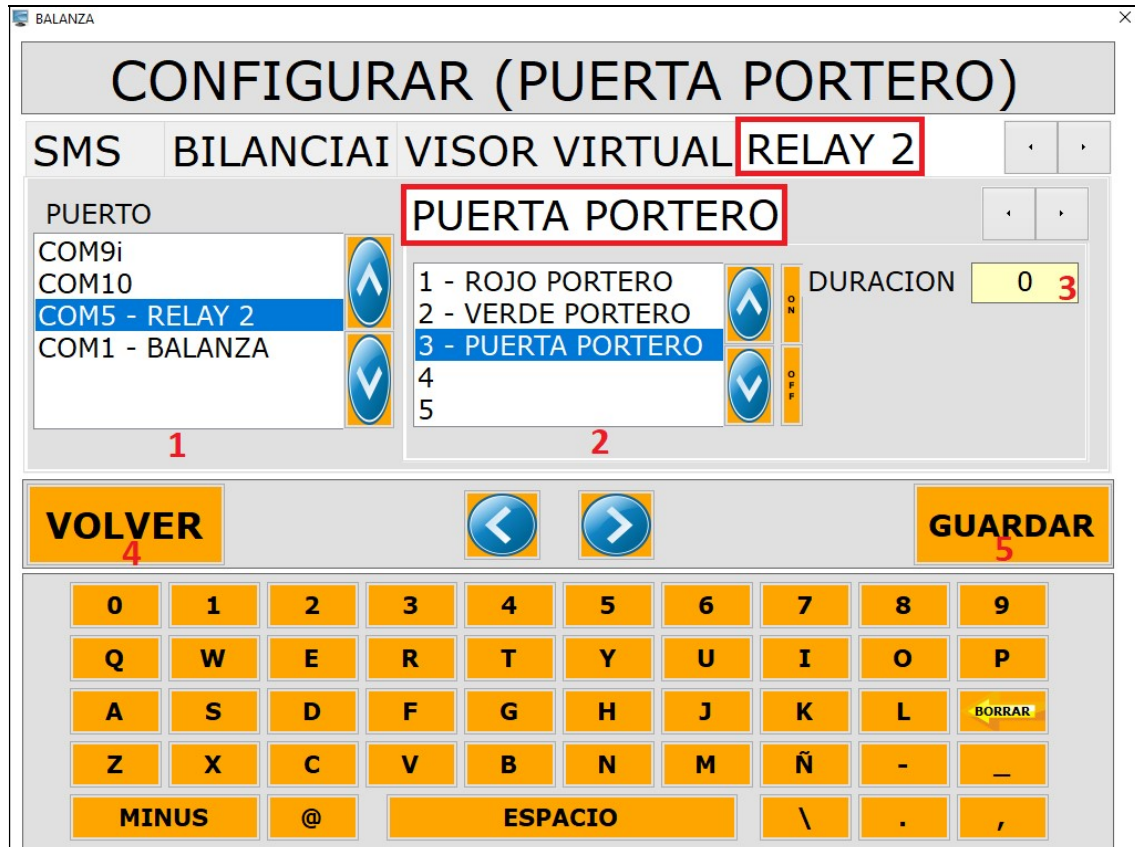 BALANZA
CONFIGURAR (PUERTA PORTERO)
SMS BILANCIAI VISOR VIRTUAL RELAY 2
PUERTO
COM9i
COM10
COM5 - RELAY 2
COM1 - BALANZA
1
PUERTA PORTERO
1 - ROJO PORTERO
2 - VERDE PORTERO
3 - PUERTA PORTERO
4
5
2
ON
OFF
DURACION 0 3
VOLVER
4
GUARDAR
5
0 1 2 3 4 5 6 7 8 9
Q W E R T Y U I O P
A S D F G H J K L BORRAR
Z X C V B N M Ñ - _
MINUS @ ESPACIO \ . ,